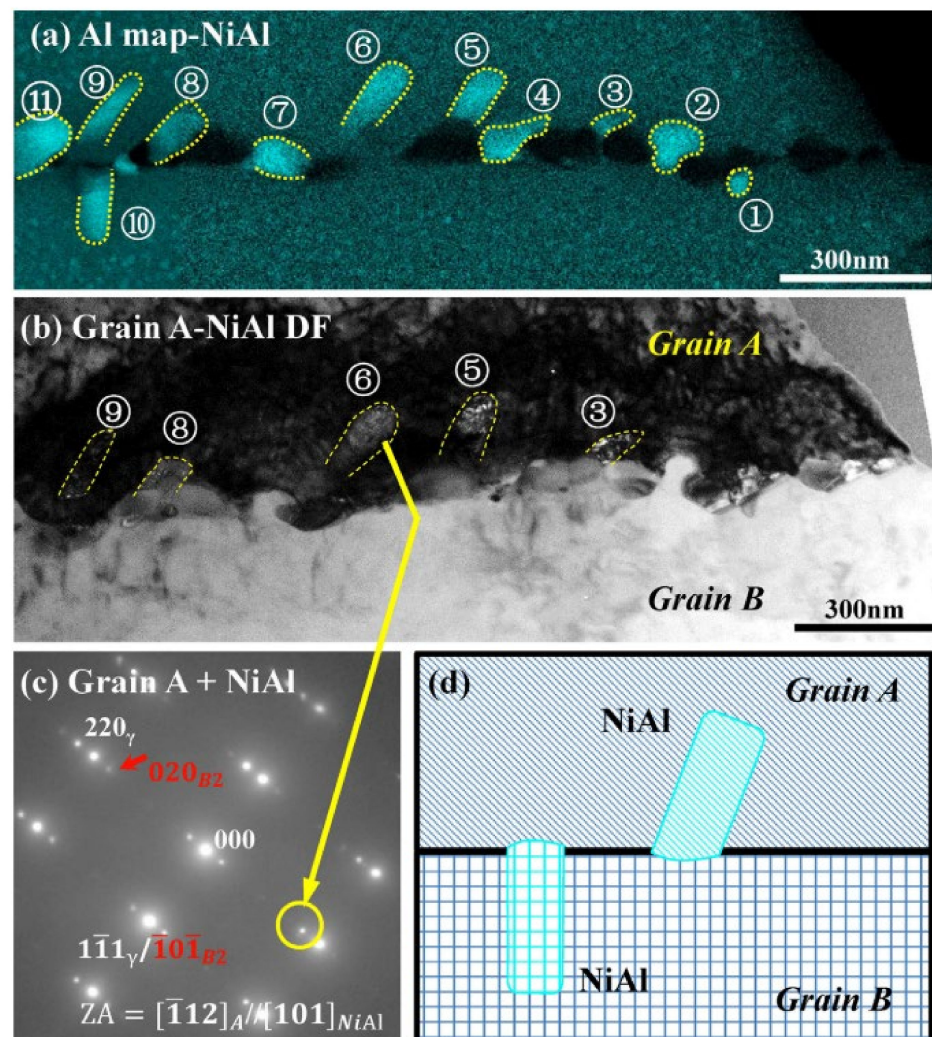 (a) Al map-NiAl
⑥
⑤
⑨
⑧
④
③
⑪
⑦
②
①
⑩
300nm
(b) Grain A-NiAl DF
Grain A
⑥
⑤
⑨
⑧
③
Grain B
300nm
(c) Grain A + NiAl
220γ
020B2
000
11̅1γ/1̅01̅B2
ZA = [1̅12]A//[101]NiAl
(d)
Grain A
NiAl
NiAl
Grain B